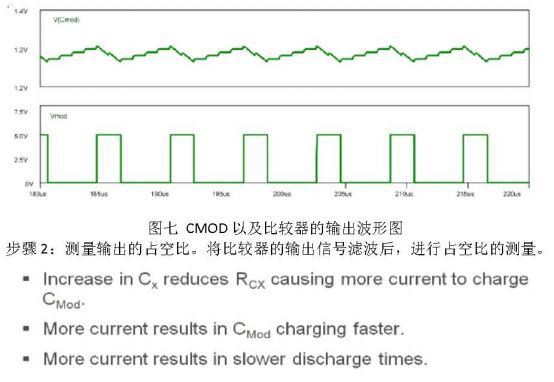 1.4V
V(Cmod)
1.2V
1.2V
7.5V
Vmod
5.0V
2.5V
0V
180us 185us 190us 195us 200us 205us 210us 215us 220us
图七 CMOD 以及比较器的输出波形图
步骤 2：测量输出的占空比。将比较器的输出信号滤波后，进行占空比的测量。
▪ Increase in Cx reduces RCX causing more current to charge
CMod.
▪ More current results in CMod charging faster.
▪ More current results in slower discharge times.